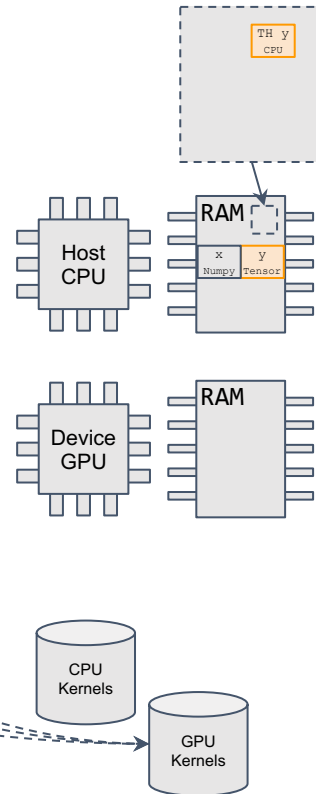 TH y
CPU
RAM
Host
CPU
x
Numpy
y
Tensor
RAM
Device
GPU
CPU
Kernels
GPU
Kernels